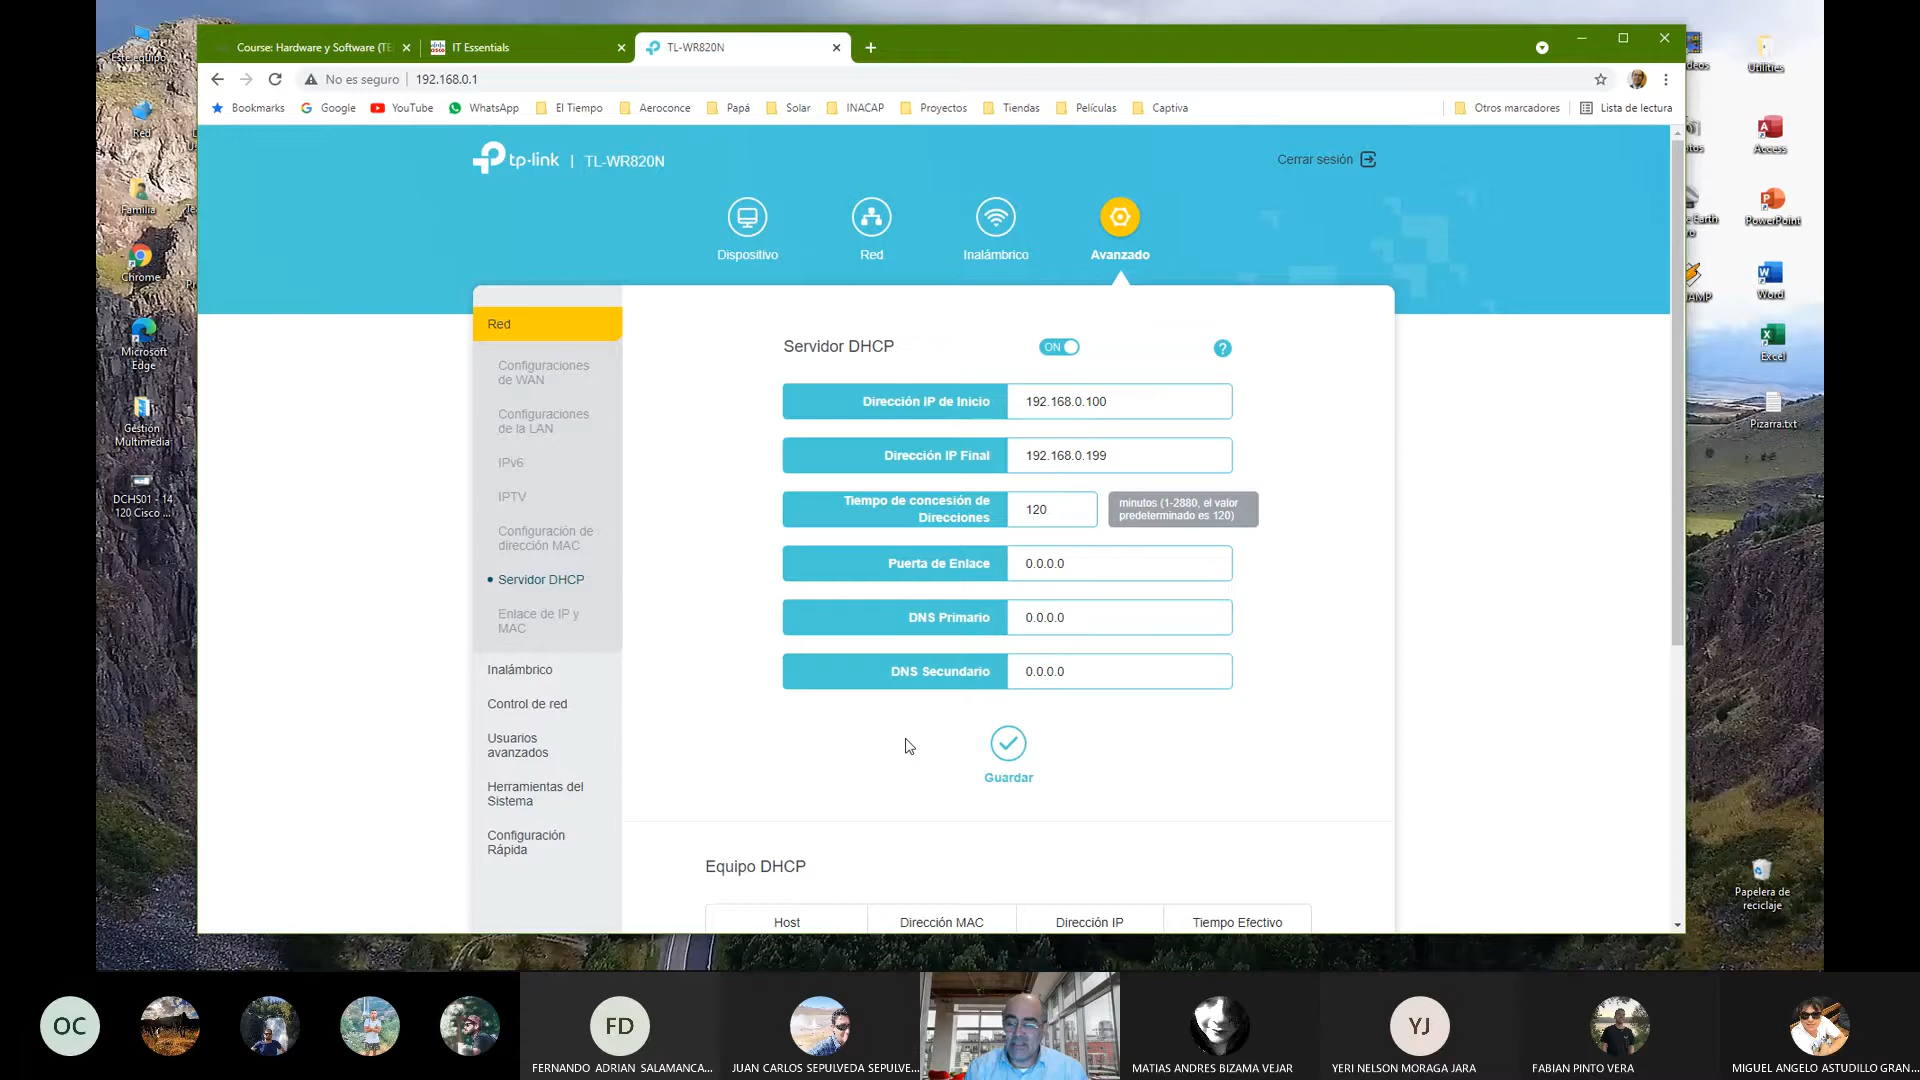 Course: Hardware y Software (TE
IT Essentials
TL-WR820N
No es seguro
192.168.0.1
Bookmarks
Google
YouTube
WhatsApp
El Tiempo
Aeroconce
Papá
Solar
INACAP
Proyectos
Tiendas
Películas
Captiva
Otros marcadores
Lista de lectura
tp-link | TL-WR820N
Cerrar sesión
Dispositivo
Red
Inalámbrico
Avanzado
Red
Configuraciones
de WAN
Configuraciones
de la LAN
IPv6
IPTV
Configuración de
dirección MAC
Servidor DHCP
Enlace de IP y
MAC
Inalámbrico
Control de red
Usuarios
avanzados
Herramientas del
Sistema
Configuración
Rápida
Servidor DHCP
ON
?
Dirección IP de Inicio
192.168.0.100
Dirección IP Final
192.168.0.199
Tiempo de concesión de
Direcciones
120
minutos (1-2880, el valor
predeterminado es 120)
Puerta de Enlace
0.0.0.0
DNS Primario
0.0.0.0
DNS Secundario
0.0.0.0
Guardar
Equipo DHCP
Host
Dirección MAC
Dirección IP
Tiempo Efectivo
Este equipo
Red
Familia
Chrome
Microsoft
Edge
Gestión
Multimedia
DCHS01 - 14
120 Cisco ...
Utilities
Access
PowerPoint
Word
Excel
Pizarra.txt
Papelera de
reciclaje
OC
FD
FERNANDO ADRIAN SALAMANCA...
JUAN CARLOS SEPULVEDA SEPULVE...
MATIAS ANDRES BIZAMA VEJAR
YJ
YERI NELSON MORAGA JARA
FABIAN PINTO VERA
MIGUEL ANGELO ASTUDILLO GRAN...